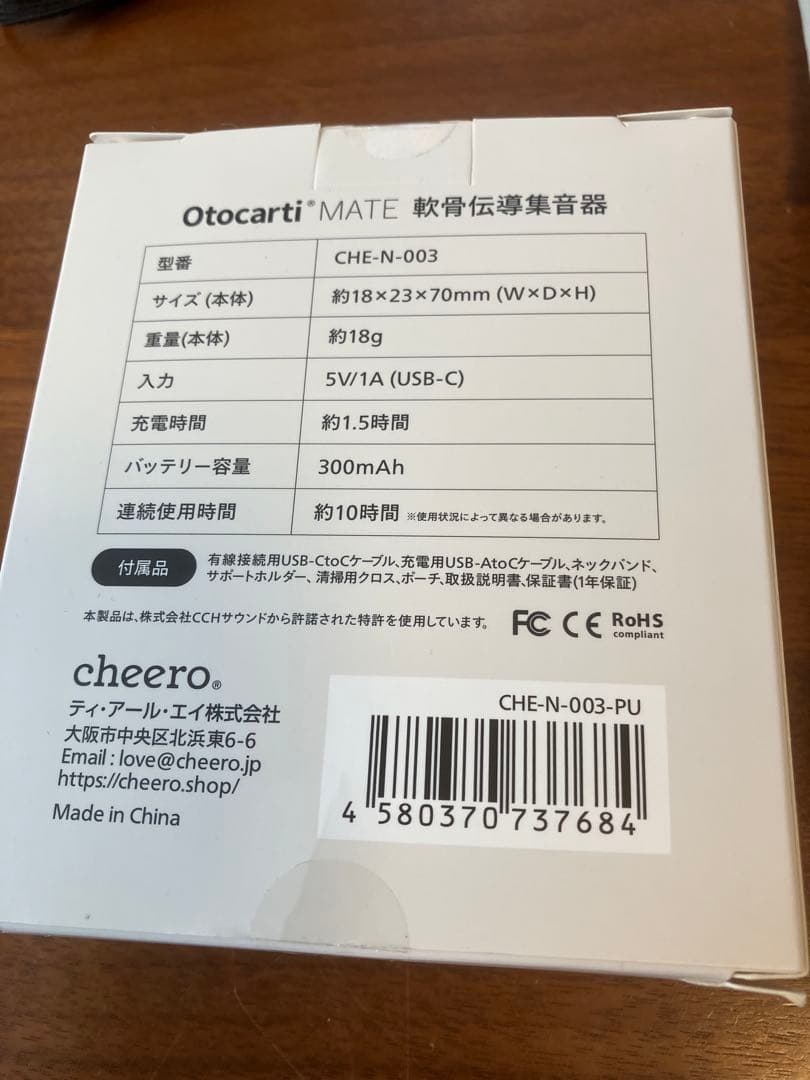 Otocarti® MATE 軟骨伝導集音器
型番 CHE-N-003
サイズ (本体) 約18×23×70mm (W×D×H)
重量(本体) 約18g
入力 5V/1A (USB-C)
充電時間 約1.5時間
バッテリー容量 300mAh
連続使用時間 約10時間 ※使用状況によって異なる場合があります。
付属品 有線接続用USB-CtoCケーブル、充電用USB-AtoCケーブル、ネックバンド、
サポートホルダー、清掃用クロス、ポーチ、取扱説明書、保証書(1年保証)
本製品は、株式会社CCHサウンドから許諾された特許を使用しています。 FC CE RoHS
compliant
cheero®
ティ・アール・エイ株式会社
大阪市中央区北浜東6-6
Email : love@cheero.jp
https://cheero.shop/
Made in China
CHE-N-003-PU
4 580370 737684